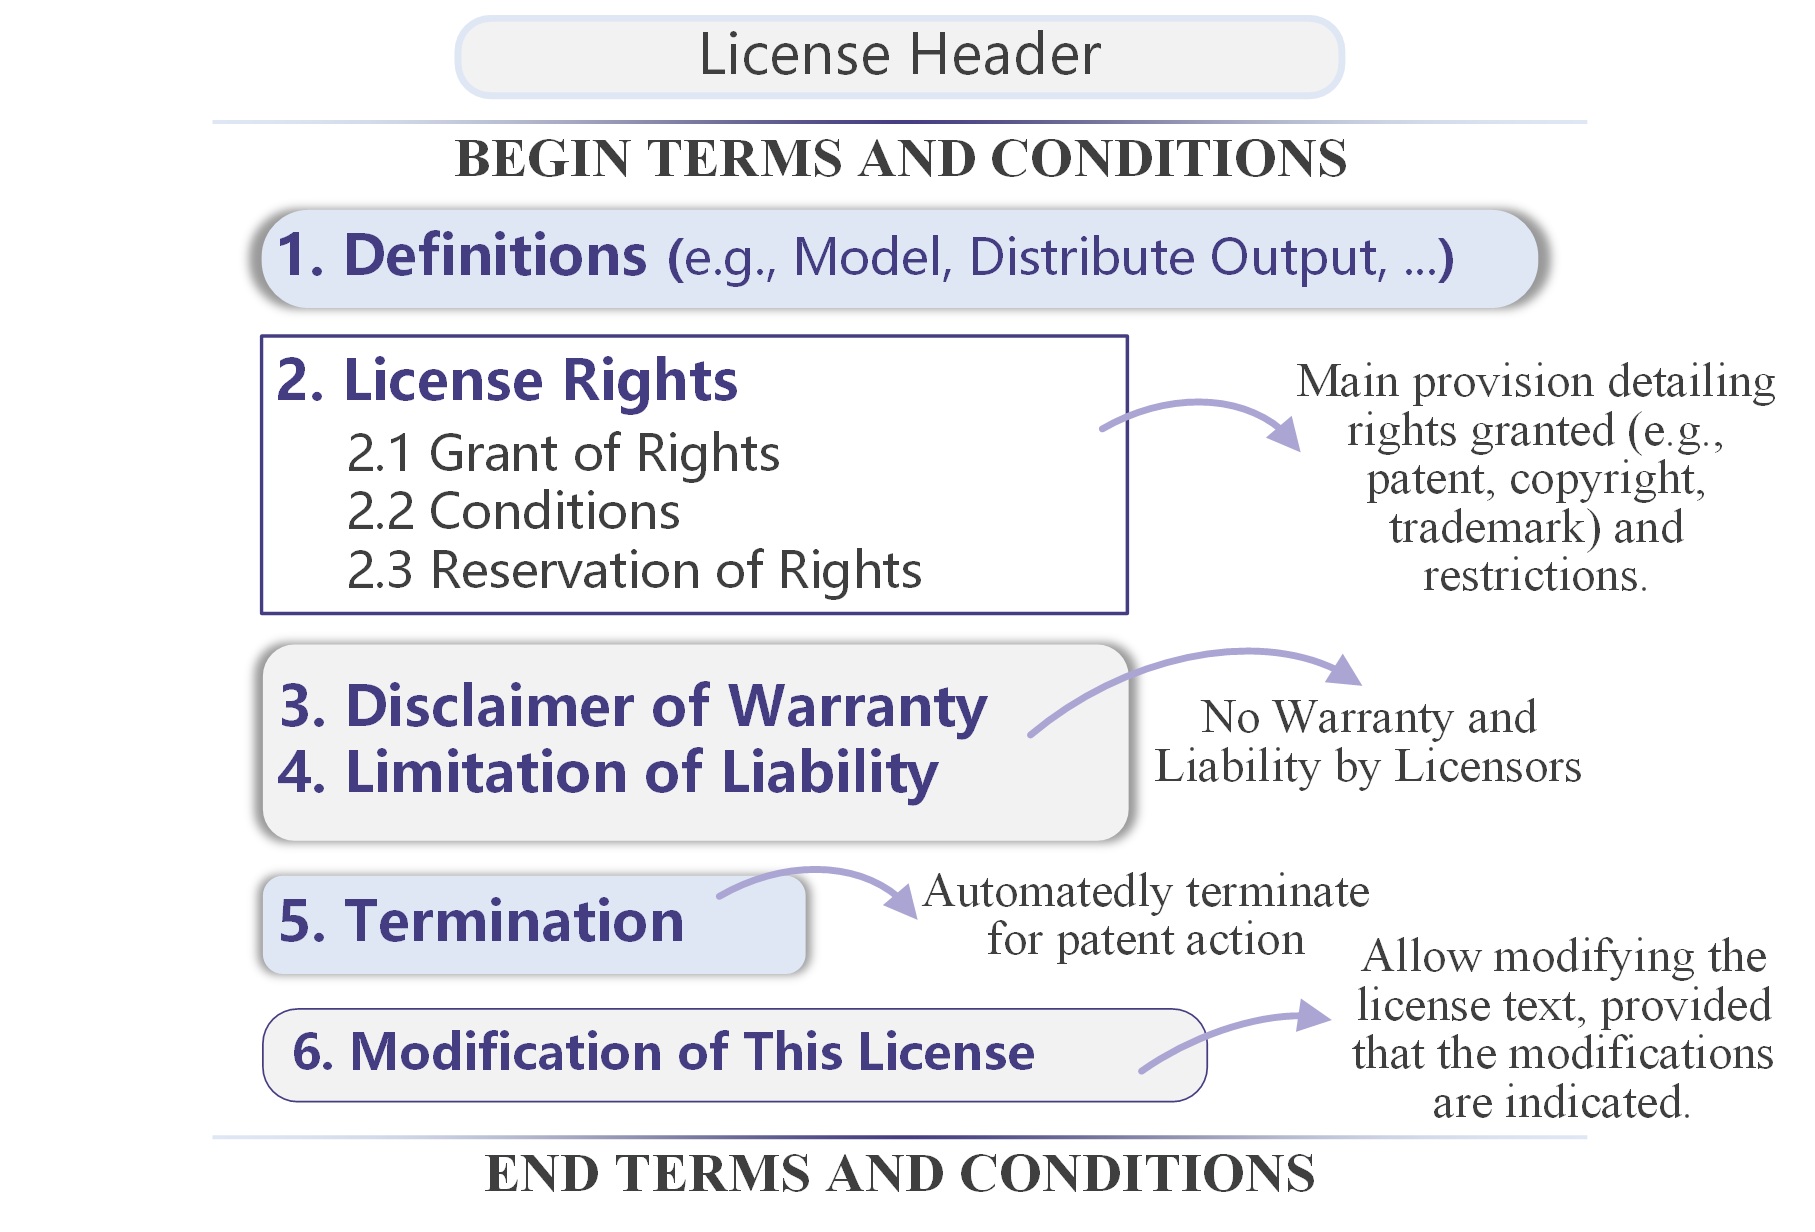 License Header
BEGIN TERMS AND CONDITIONS
1. Definitions (e.g., Model, Distribute Output, ...)
2. License Rights
2.1 Grant of Rights
2.2 Conditions
2.3 Reservation of Rights
Main provision detailing
rights granted (e.g.,
patent, copyright,
trademark) and
restrictions.
3. Disclaimer of Warranty
4. Limitation of Liability
No Warranty and
Liability by Licensors
5. Termination
Automatedly terminate
for patent action
6. Modification of This License
Allow modifying the
license text, provided
that the modifications
are indicated.
END TERMS AND CONDITIONS